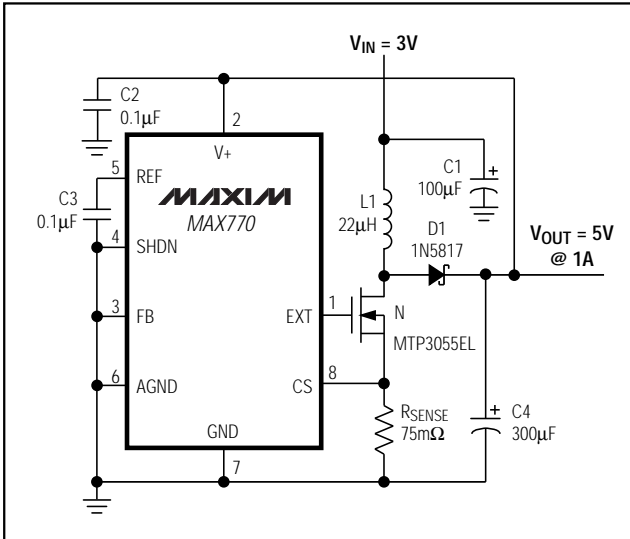 V_IN = 3V
C2
0.1μF
2
V+
C1
100μF
+
5
REF
MAXIM
MAX770
L1
22μH
D1
1N5817
V_OUT = 5V
@ 1A
C3
0.1μF
4
SHDN
3
FB
EXT
1
N
MTP3055EL
6
AGND
CS
8
R_SENSE
75mΩ
+
C4
300μF
GND
7